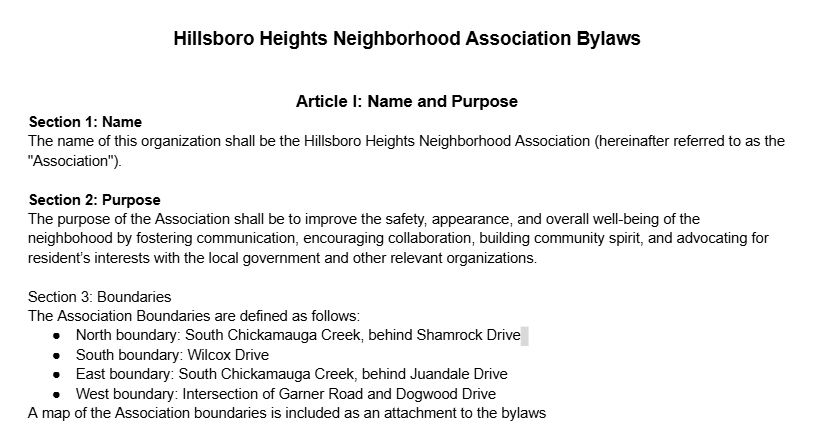 Hillsboro Heights Neighborhood Association Bylaws
Article I: Name and Purpose
Section 1: Name
The name of this organization shall be the Hillsboro Heights Neighborhood Association (hereinafter referred to as the
"Association").
Section 2: Purpose
The purpose of the Association shall be to improve the safety, appearance, and overall well-being of the
neighbohood by fostering communication, encouraging collaboration, building community spirit, and advocating for
resident's interests with the local government and other relevant organizations.
Section 3: Boundaries
The Association Boundaries are defined as follows:
● North boundary: South Chickamauga Creek, behind Shamrock Drive
● South boundary: Wilcox Drive
● East boundary: South Chickamauga Creek, behind Juandale Drive
● West boundary: Intersection of Garner Road and Dogwood Drive
A map of the Association boundaries is included as an attachment to the bylaws